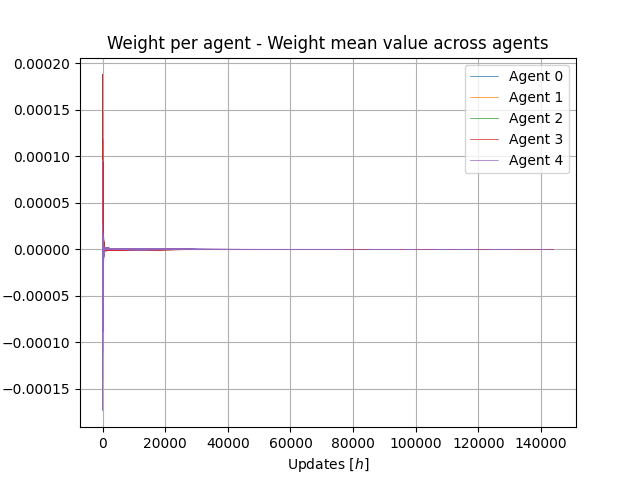 Weight per agent - Weight mean value across agents
0.00020
0.00015
0.00010
0.00005
0.00000
−0.00005
−0.00010
−0.00015
Agent 0
Agent 1
Agent 2
Agent 3
Agent 4
0 20000 40000 60000 80000 100000 120000 140000
Updates [h]